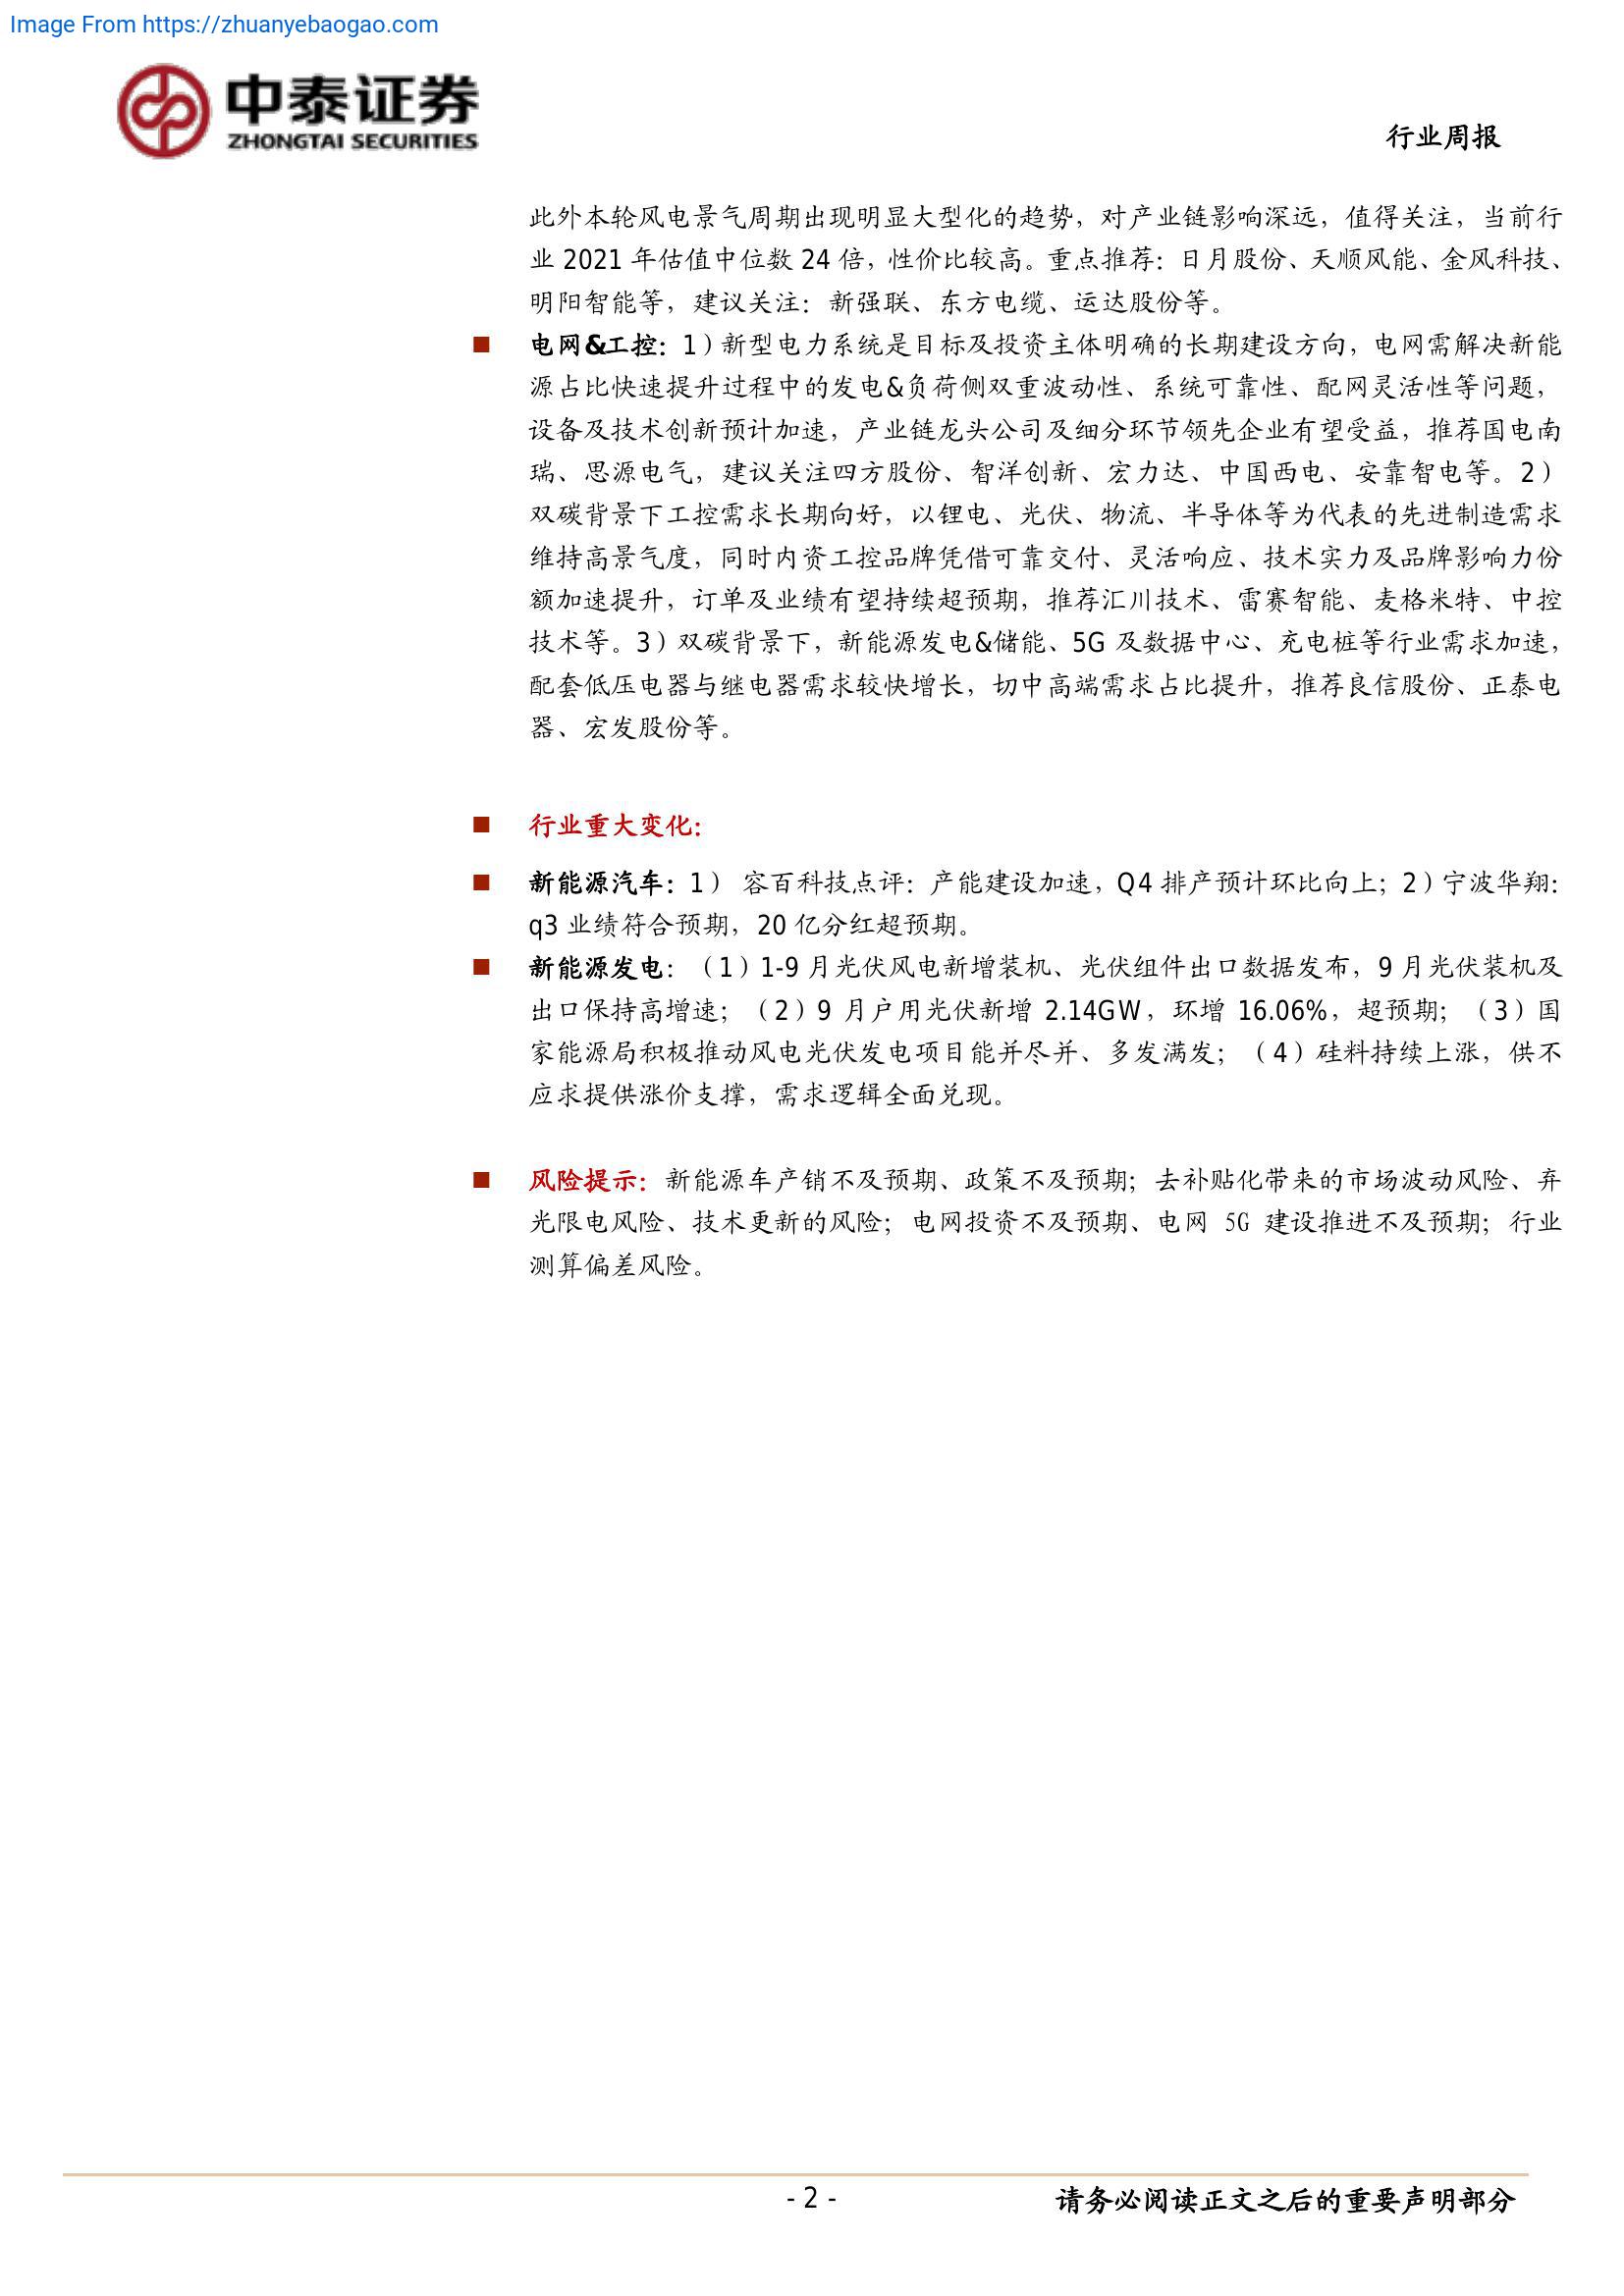 Image From https://zhuanyebaogao.com
中泰证券
ZHONGTAI SECURITIES
行业周报
此外本轮风电景气周期出现明显大型化的趋势，对产业链影响深远，值得关注，当前行
业 2021 年估值中位数 24 倍，性价比较高。重点推荐：日月股份、天顺风能、金风科技、
明阳智能等，建议关注：新强联、东方电缆、运达股份等。
■ 电网&工控：1）新型电力系统是目标及投资主体明确的长期建设方向，电网需解决新能
源占比快速提升过程中的发电&负荷侧双重波动性、系统可靠性、配网灵活性等问题，
设备及技术创新预计加速，产业链龙头公司及细分环节领先企业有望受益，推荐国电南
瑞、思源电气，建议关注四方股份、智洋创新、宏力达、中国西电、安靠智电等。2）
双碳背景下工控需求长期向好，以锂电、光伏、物流、半导体等为代表的先进制造需求
维持高景气度，同时内资工控品牌凭借可靠交付、灵活响应、技术实力及品牌影响力份
额加速提升，订单及业绩有望持续超预期，推荐汇川技术、雷赛智能、麦格米特、中控
技术等。3）双碳背景下，新能源发电&储能、5G 及数据中心、充电桩等行业需求加速，
配套低压电器与继电器需求较快增长，切中高端需求占比提升，推荐良信股份、正泰电
器、宏发股份等。
■ 行业重大变化：
■ 新能源汽车：1） 容百科技点评：产能建设加速，Q4 排产预计环比向上；2）宁波华翔：
q3 业绩符合预期，20 亿分红超预期。
■ 新能源发电：（1）1-9 月光伏风电新增装机、光伏组件出口数据发布，9 月光伏装机及
出口保持高增速；（2）9 月户用光伏新增 2.14GW，环增 16.06%，超预期；（3）国
家能源局积极推动风电光伏发电项目能并尽并、多发满发；（4）硅料持续上涨，供不
应求提供涨价支撑，需求逻辑全面兑现。
■ 风险提示：新能源车产销不及预期、政策不及预期；去补贴化带来的市场波动风险、弃
光限电风险、技术更新的风险；电网投资不及预期、电网 5G 建设推进不及预期；行业
测算偏差风险。
- 2 -
请务必阅读正文之后的重要声明部分